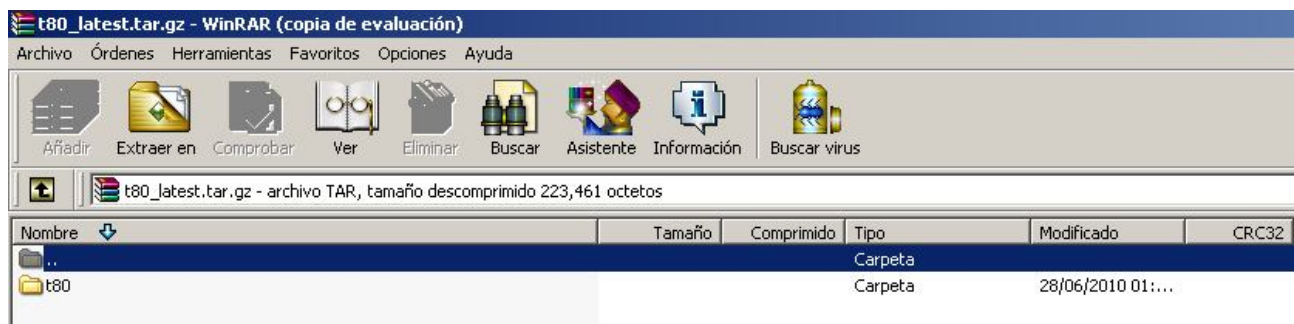 t80_latest.tar.gz - WinRAR (copia de evaluación)
Archivo Órdenes Herramientas Favoritos Opciones Ayuda
Añadir Extraer en Comprobar Ver Eliminar Buscar Asistente Información Buscar virus
t80_latest.tar.gz - archivo TAR, tamaño descomprimido 223,461 octetos
Nombre Tamaño Comprimido Tipo Modificado CRC32
.. Carpeta
t80 Carpeta 28/06/2010 01:...